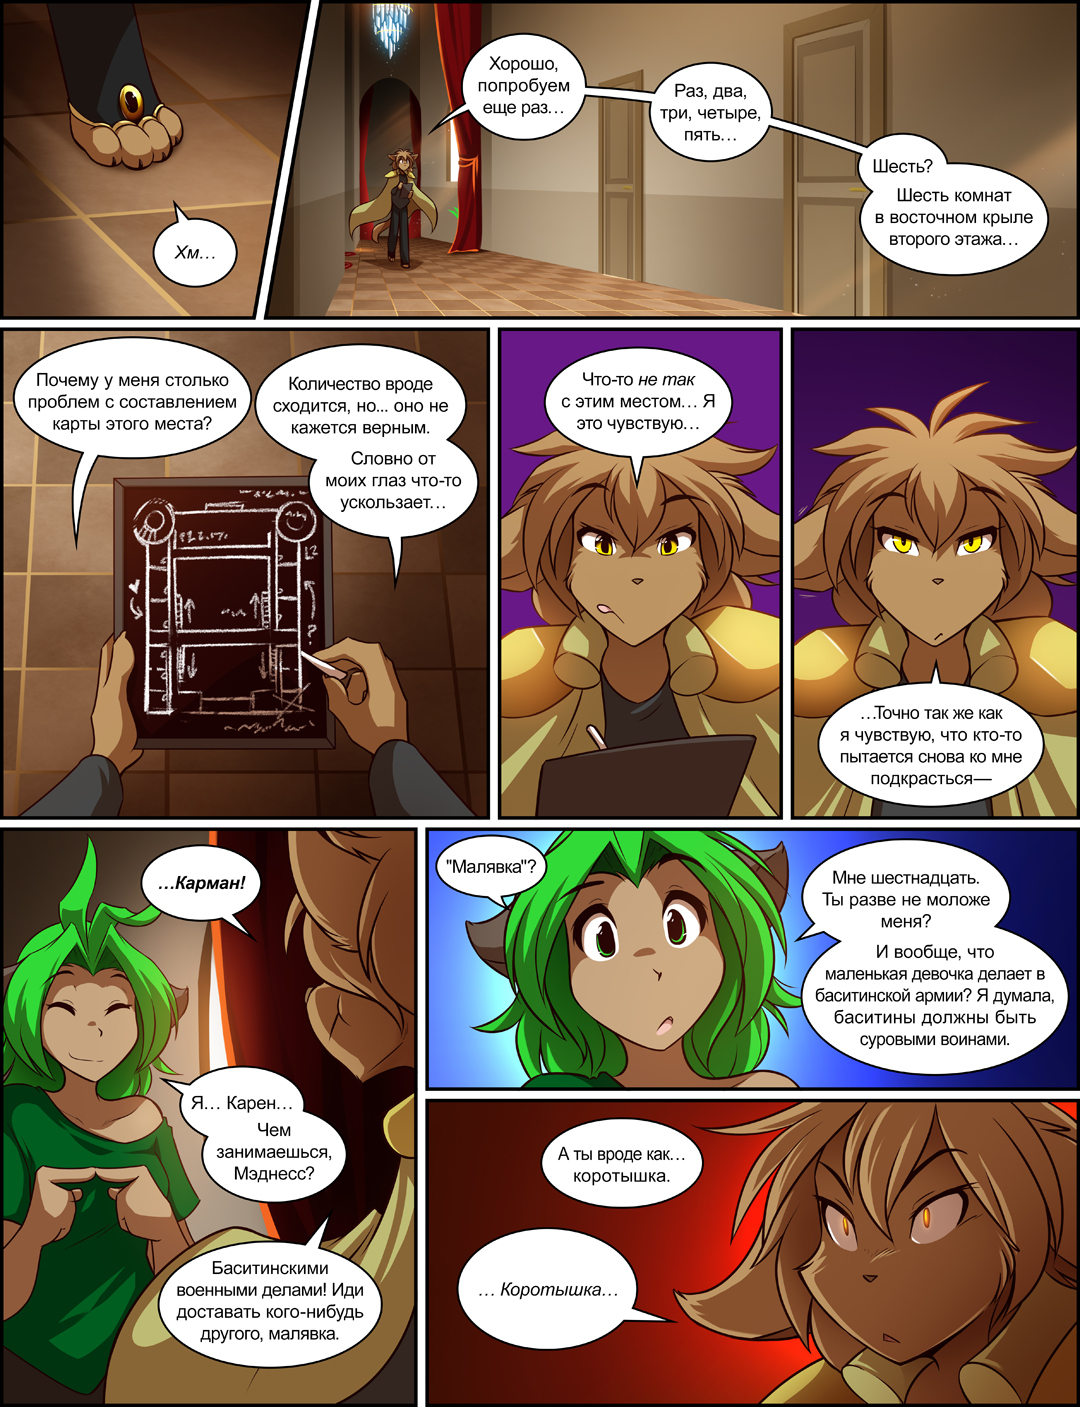 Хм...
Хорошо,
попробуем
еще раз...
Раз, два,
три, четыре,
пять...
Шесть?
Шесть комнат
в восточном крыле
второго этажа...
Почему у меня столько
проблем с составлением
карты этого места?
Количество вроде
сходится, но... оно не
кажется верным.
Словно от
моих глаз что-то
ускользает...
Что-то не так
с этим местом... Я
это чувствую...
...Точно так же как
я чувствую, что кто-то
пытается снова ко мне
подкрасться—
...Карман!
Я... Карен...
Чем
занимаешься,
Мэднесс?
Баситинскими
военными делами! Иди
доставать кого-нибудь
другого, малявка.
"Малявка"?
Мне шестнадцать.
Ты разве не моложе
меня?
И вообще, что
маленькая девочка делает в
баситинской армии? Я думала,
баситины должны быть
суровыми воинами.
А ты вроде как...
коротышка.
... Коротышка...